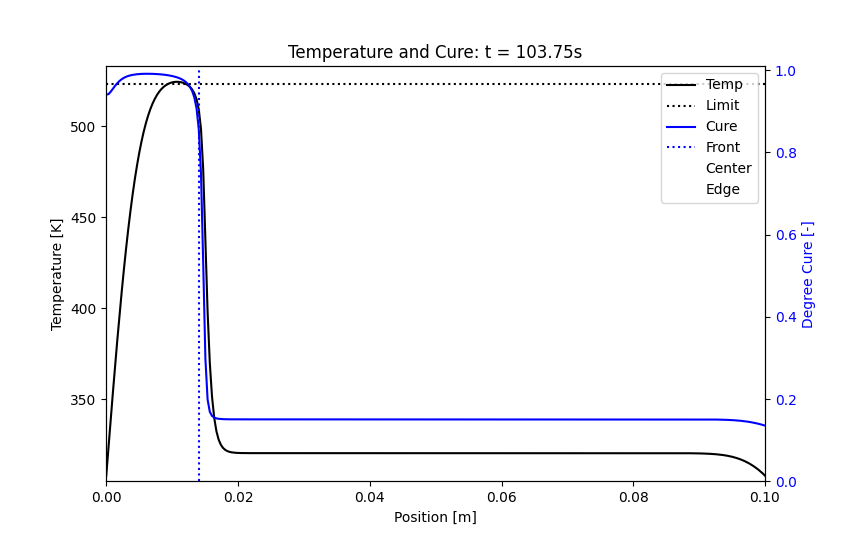 Temperature and Cure: t = 103.75s
Temperature [K]
500
450
400
350
Temp
Limit
Cure
Front
Center
Edge
1.0
0.8
0.6
0.4
0.2
0.0
Degree Cure [-]
0.00 0.02 0.04 0.06 0.08 0.10
Position [m]